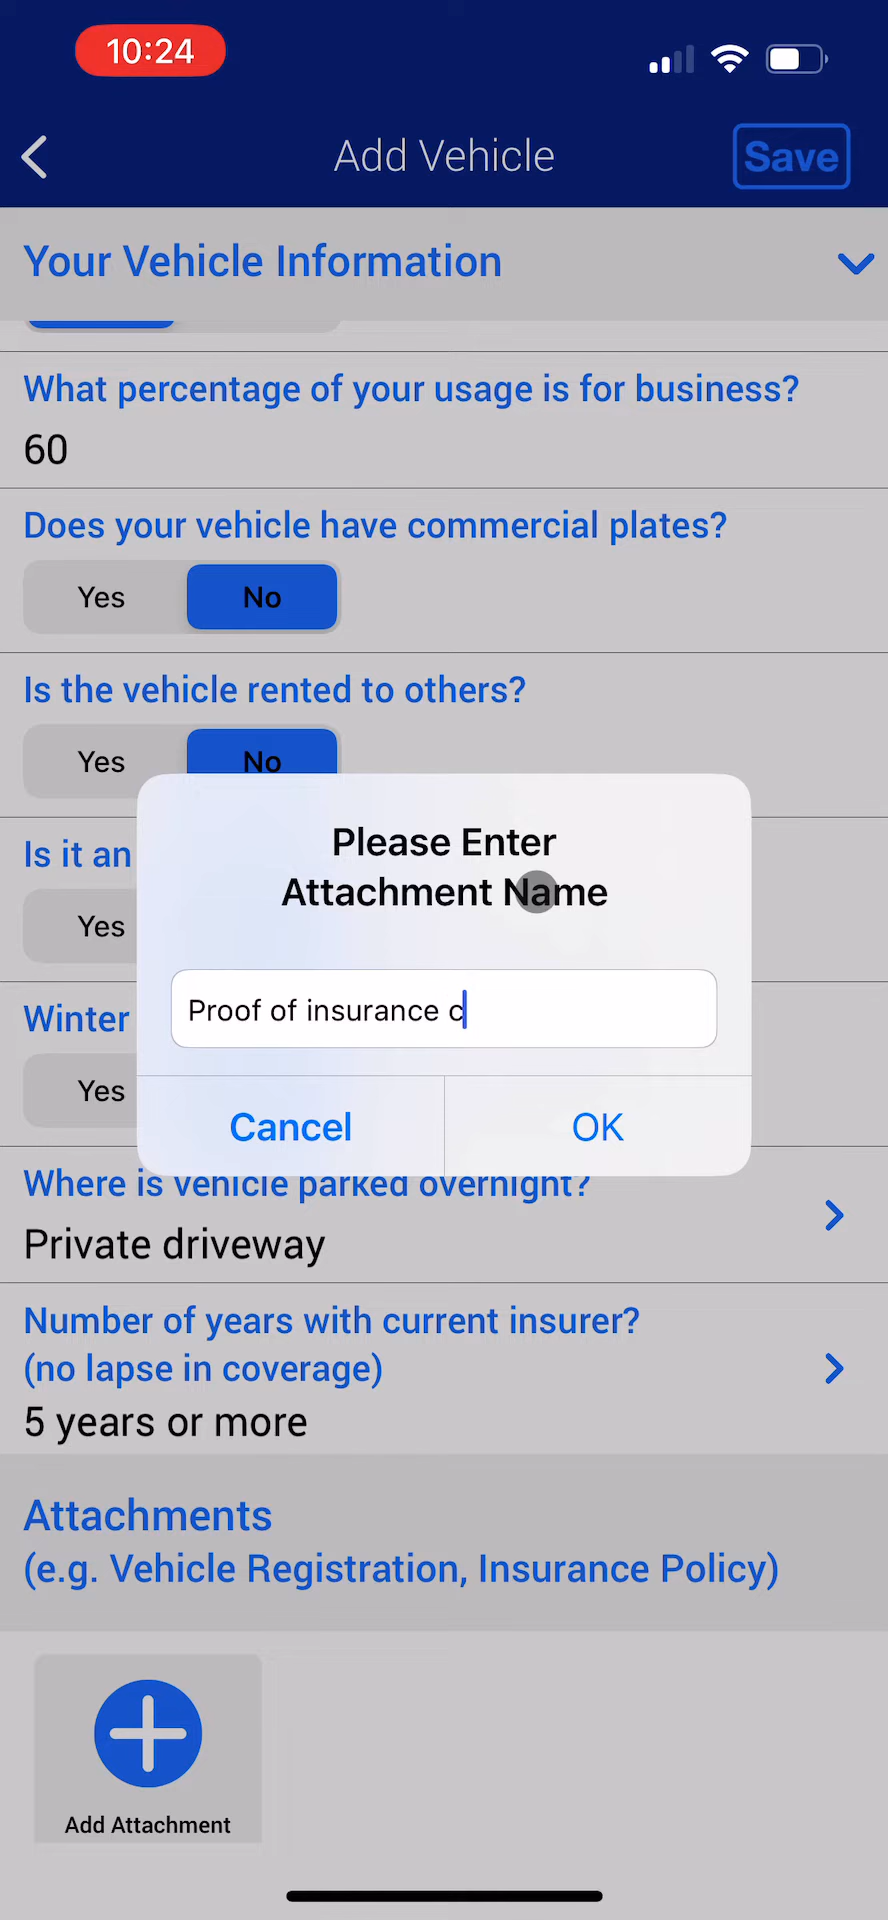 10:24
Add Vehicle
Save
Your Vehicle Information
What percentage of your usage is for business?
60
Does your vehicle have commercial plates?
Yes No
Is the vehicle rented to others?
Yes No
Is it an
Yes
Please Enter
Attachment Name
Proof of insurance c
Cancel OK
Winter
Yes
Where is vehicle parked overnight?
Private driveway
Number of years with current insurer?
(no lapse in coverage)
5 years or more
Attachments
(e.g. Vehicle Registration, Insurance Policy)
Add Attachment